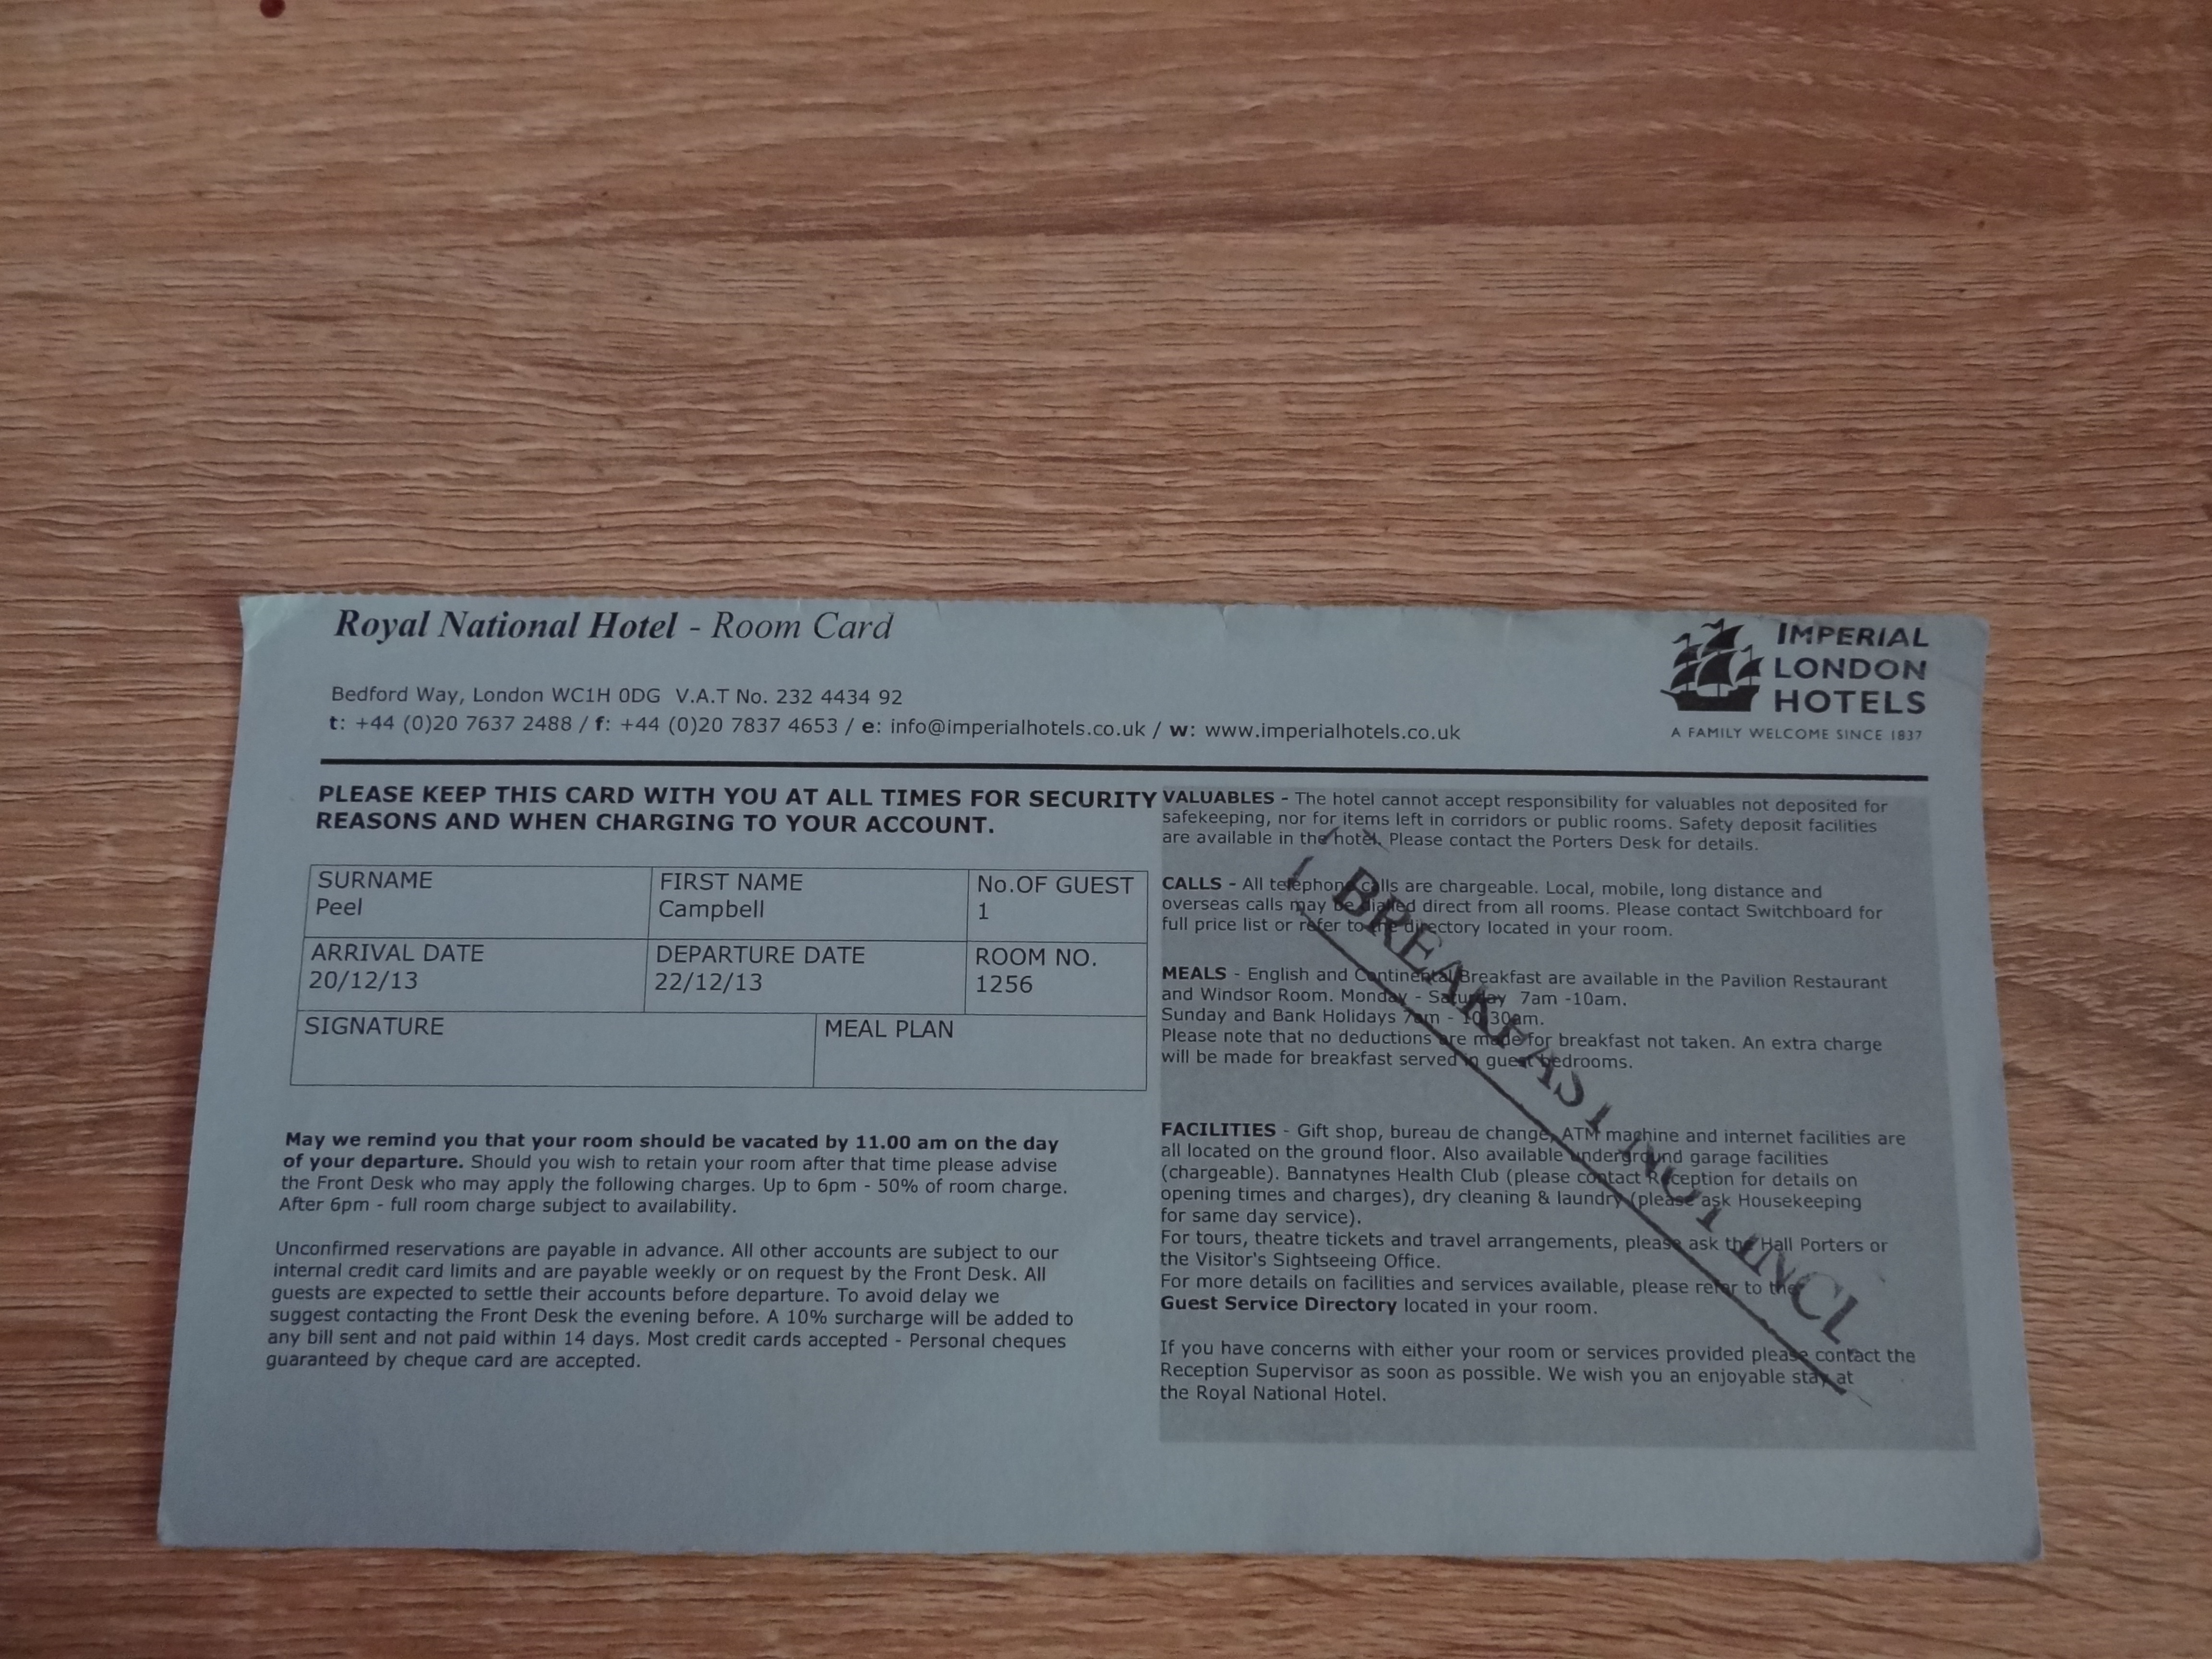 Royal National Hotel - Room Card
IMPERIAL
LONDON
HOTELS
A FAMILY WELCOME SINCE 1837
Bedford Way, London WC1H 0DG V.A.T No. 232 4434 92
t: +44 (0)20 7637 2488 / f: +44 (0)20 7837 4653 / e: info@imperialhotels.co.uk / w: www.imperialhotels.co.uk
PLEASE KEEP THIS CARD WITH YOU AT ALL TIMES FOR SECURITY
REASONS AND WHEN CHARGING TO YOUR ACCOUNT.
SURNAME
Peel
FIRST NAME
Campbell
No.OF GUEST
1
ARRIVAL DATE
20/12/13
DEPARTURE DATE
22/12/13
ROOM NO.
1256
SIGNATURE
MEAL PLAN
May we remind you that your room should be vacated by 11.00 am on the day
of your departure. Should you wish to retain your room after that time please advise
the Front Desk who may apply the following charges. Up to 6pm - 50% of room charge.
After 6pm - full room charge subject to availability.
Unconfirmed reservations are payable in advance. All other accounts are subject to our
internal credit card limits and are payable weekly or on request by the Front Desk. All
guests are expected to settle their accounts before departure. To avoid delay we
suggest contacting the Front Desk the evening before. A 10% surcharge will be added to
any bill sent and not paid within 14 days. Most credit cards accepted - Personal cheques
guaranteed by cheque card are accepted.
VALUABLES - The hotel cannot accept responsibility for valuables not deposited for
safekeeping, nor for items left in corridors or public rooms. Safety deposit facilities
are available in the hotel. Please contact the Porters Desk for details.
CALLS - All telephone calls are chargeable. Local, mobile, long distance and
overseas calls may be dialled direct from all rooms. Please contact Switchboard for
full price list or refer to the directory located in your room.
MEALS - English and Continental Breakfast are available in the Pavilion Restaurant
and Windsor Room. Monday - Saturday 7am -10am.
Sunday and Bank Holidays 7am - 10.30am.
Please note that no deductions are made for breakfast not taken. An extra charge
will be made for breakfast served in guest bedrooms.
FACILITIES - Gift shop, bureau de change, ATM machine and internet facilities are
all located on the ground floor. Also available underground garage facilities
(chargeable). Bannatynes Health Club (please contact Reception for details on
opening times and charges), dry cleaning & laundry (please ask Housekeeping
for same day service).
For tours, theatre tickets and travel arrangements, please ask the Hall Porters or
the Visitor's Sightseeing Office.
For more details on facilities and services available, please refer to the
Guest Service Directory located in your room.
If you have concerns with either your room or services provided please contact the
Reception Supervisor as soon as possible. We wish you an enjoyable stay at
the Royal National Hotel.
BREAKFAST NOT INCL